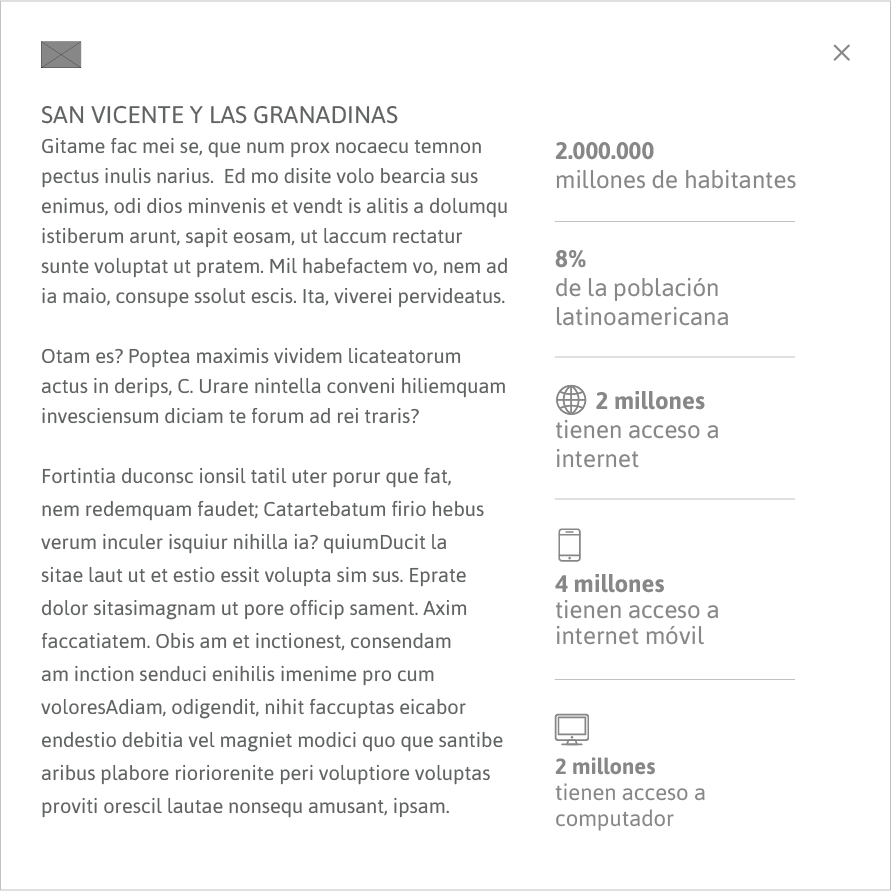 SAN VICENTE Y LAS GRANADINAS
Gitame fac mei se, que num prox nocaecu temnon
pectus inulis narius.  Ed mo disite volo bearcia sus
enimus, odi dios minvenis et vendt is alitis a dolumqu
istiberum arunt, sapit eosam, ut laccum rectatur
sunte voluptat ut pratem. Mil habefactem vo, nem ad
ia maio, consupe ssolut escis. Ita, viverei pervideatus.
Otam es? Poptea maximis vividem licateatorum
actus in derips, C. Urare nintella conveni hiliemquam
invesciensum diciam te forum ad rei traris?
Fortintia duconsc ionsil tatil uter porur que fat,
nem redemquam faudet; Catartebatum firio hebus
verum inculer isquiur nihilla ia? quiumDucit la
sitae laut ut et estio essit volupta sim sus. Eprate
dolor sitasimagnam ut pore officip sament. Axim
faccatiatem. Obis am et inctionest, consendam
am inction senduci enihilis imenime pro cum
voloresAdiam, odigendit, nihit faccuptas eicabor
endestio debitia vel magniet modici quo que santibe
aribus plabore rioriorenite peri voluptiore voluptas
proviti orescil lautae nonsequ amusant, ipsam.
2.000.000
millones de habitantes
8%
de la población
latinoamericana
2 millones
tienen acceso a
internet
4 millones
tienen acceso a
internet móvil
2 millones
tienen acceso a
computador